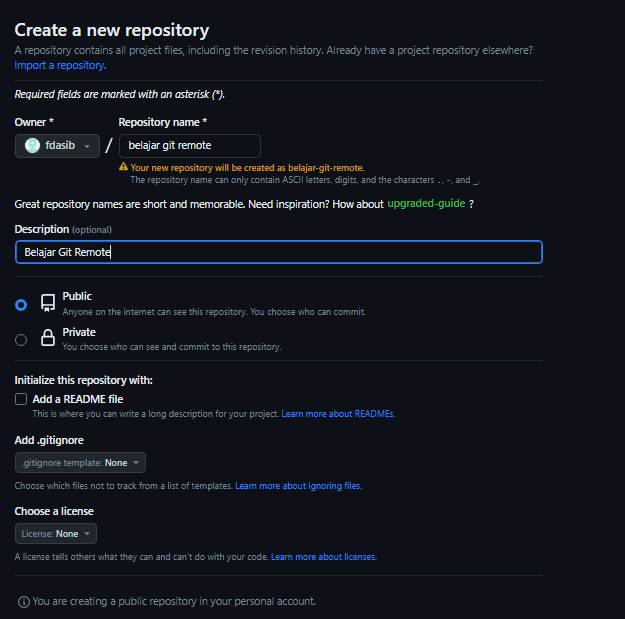 Create a new repository
A repository contains all project files, including the revision history. Already have a project repository elsewhere?
Import a repository.
Required fields are marked with an asterisk (*).
Owner * Repository name *
fdasib / belajar git remote
Your new repository will be created as belajar-git-remote.
The repository name can only contain ASCII letters, digits, and the characters ., -, and _.
Great repository names are short and memorable. Need inspiration? How about upgraded-guide ?
Description (optional)
Belajar Git Remote
Public
Anyone on the internet can see this repository. You choose who can commit.
Private
You choose who can see and commit to this repository.
Initialize this repository with:
Add a README file
This is where you can write a long description for your project. Learn more about READMEs.
Add .gitignore
.gitignore template: None
Choose which files not to track from a list of templates. Learn more about ignoring files.
Choose a license
License: None
A license tells others what they can and can't do with your code. Learn more about licenses.
You are creating a public repository in your personal account.